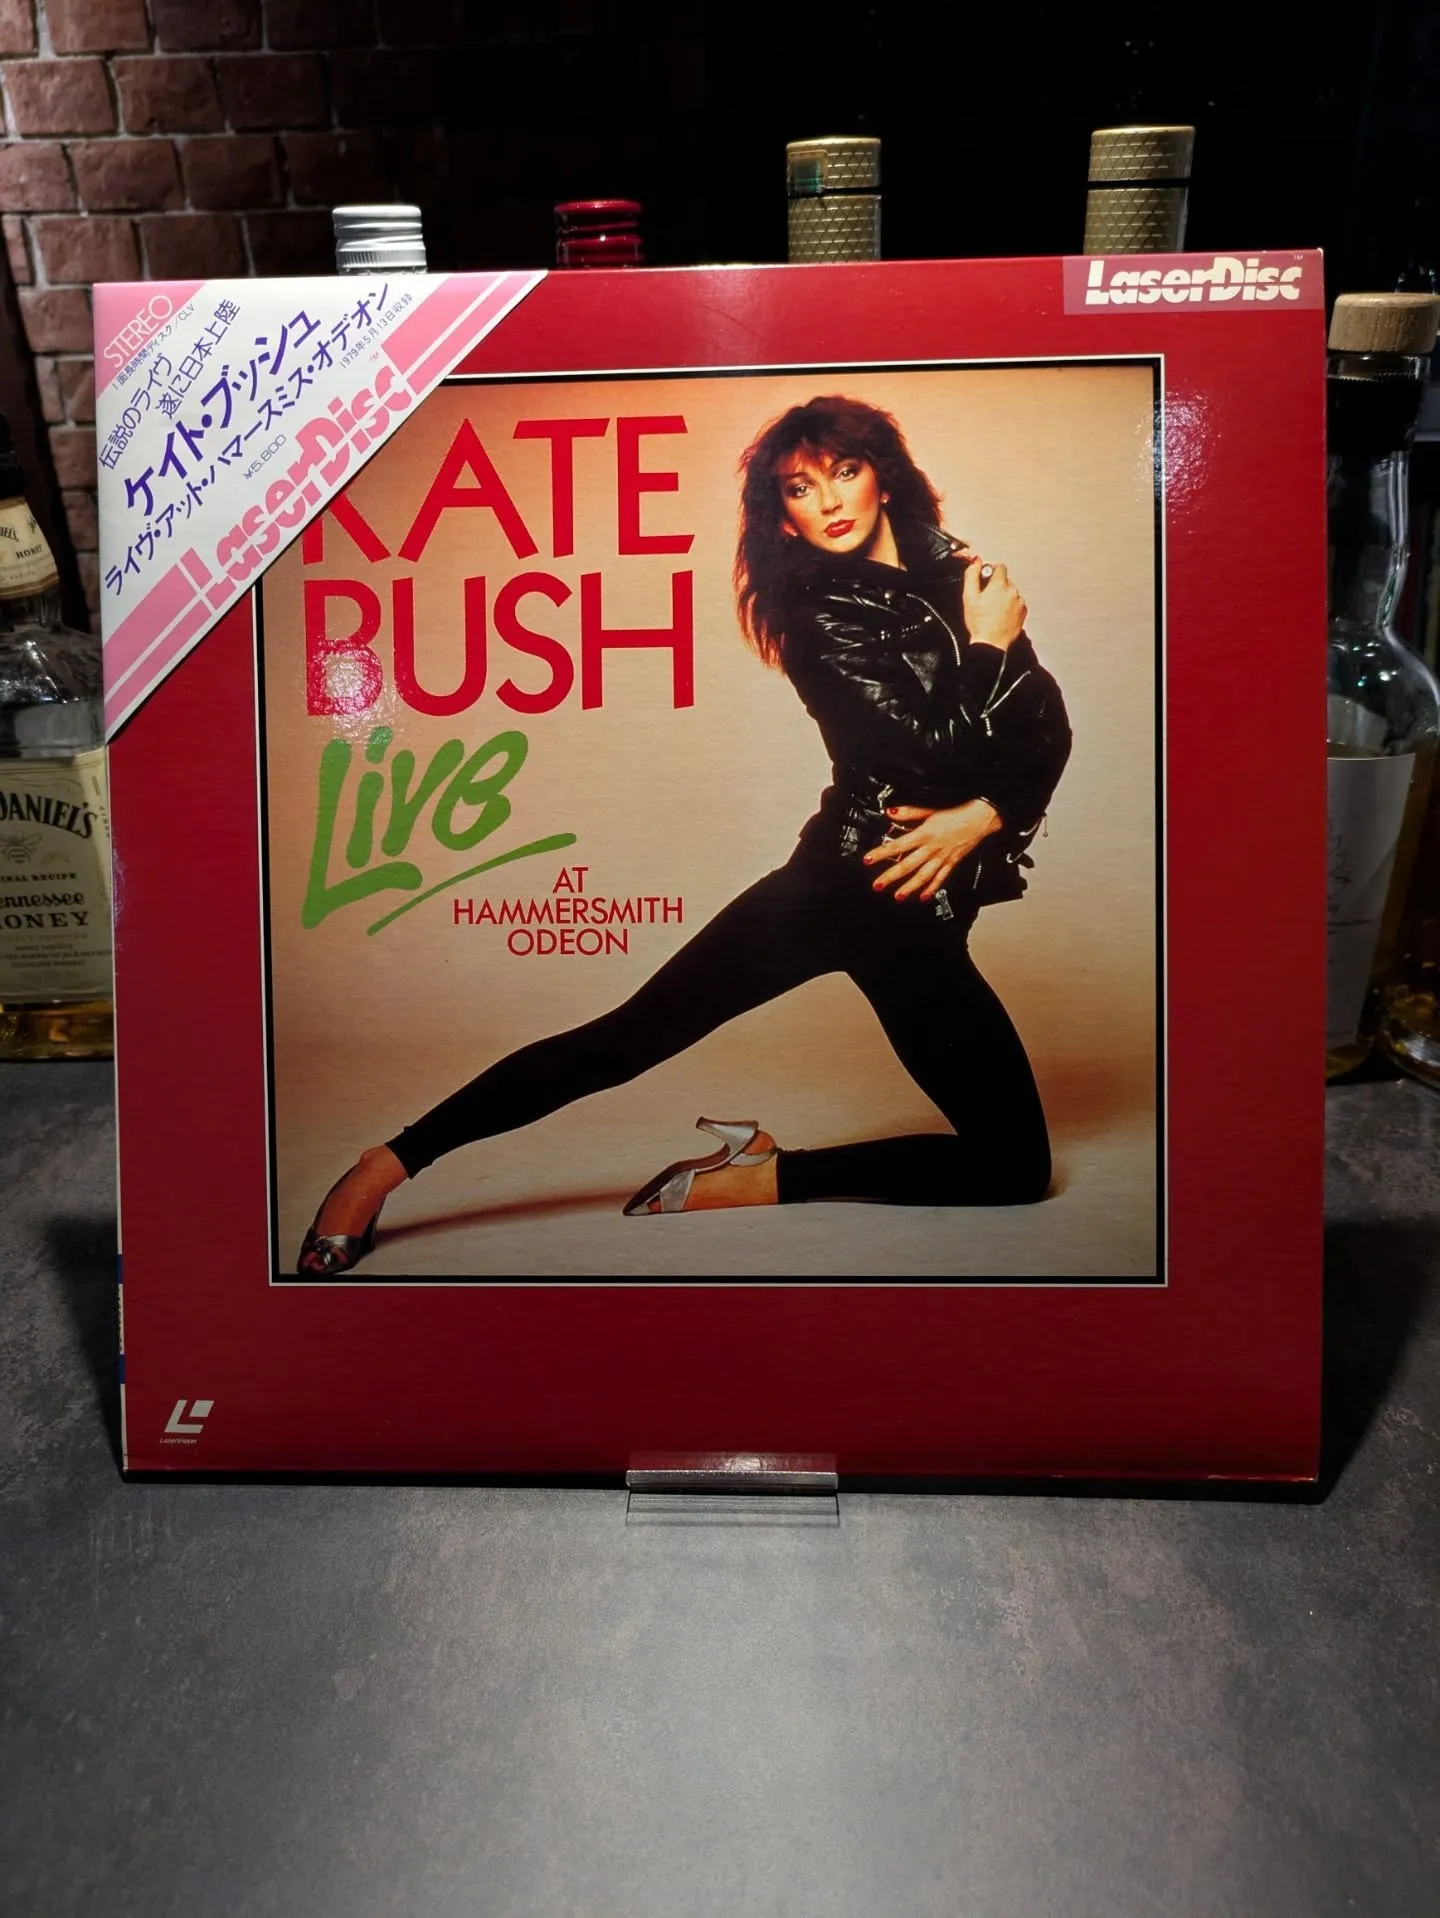 STEREO
1面長時間ディスク/CLV
伝説のライヴ
遂に日本上陸
ケイト・ブッシュ
ライヴ・アット・ハマースミス・オデオン
¥5,800
1979年5月13日収録
LaserDisc
TM
LaserDisc
TM
KATE
BUSH
Live
AT
HAMMERSMITH
ODEON
LaserVision
DANIEL'S
HONEY